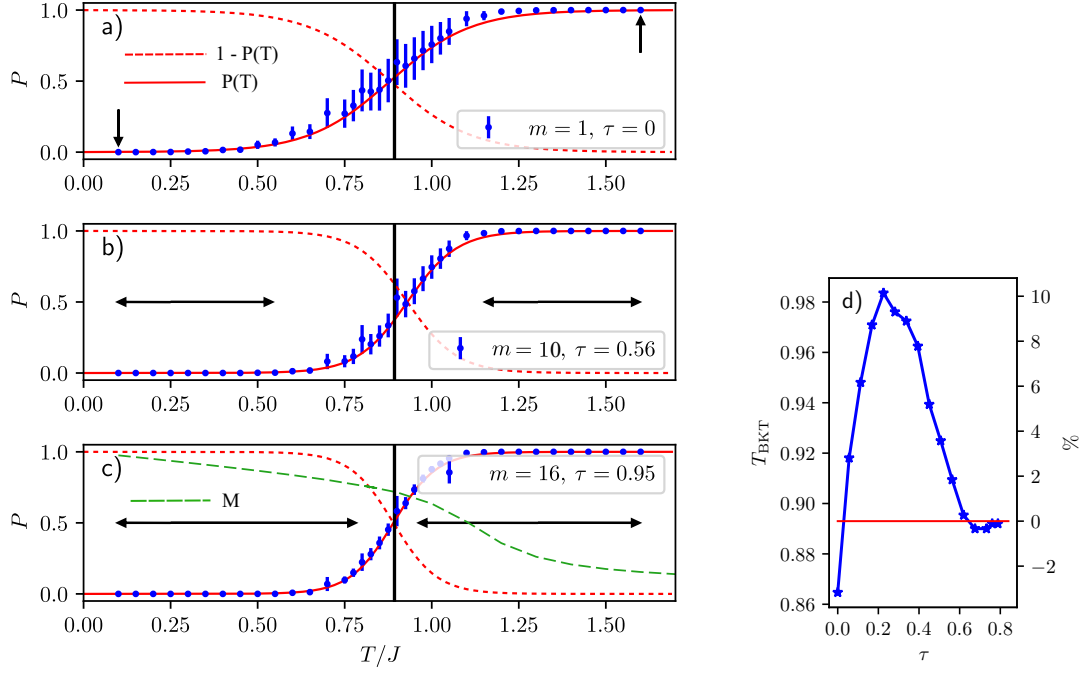 a)
1.0
0.5
0.0
P
1 - P(T)
P(T)
m = 1, τ = 0
0.00 0.25 0.50 0.75 1.00 1.25 1.50
b)
1.0
0.5
0.0
P
m = 10, τ = 0.56
0.00 0.25 0.50 0.75 1.00 1.25 1.50
c)
1.0
0.5
0.0
P
M
m = 16, τ = 0.95
0.00 0.25 0.50 0.75 1.00 1.25 1.50
T/J
d)
0.98
0.96
0.94
0.92
0.90
0.88
0.86
T_BKT
10
8
6
4
2
0
−2
%
0.0 0.2 0.4 0.6 0.8
τ